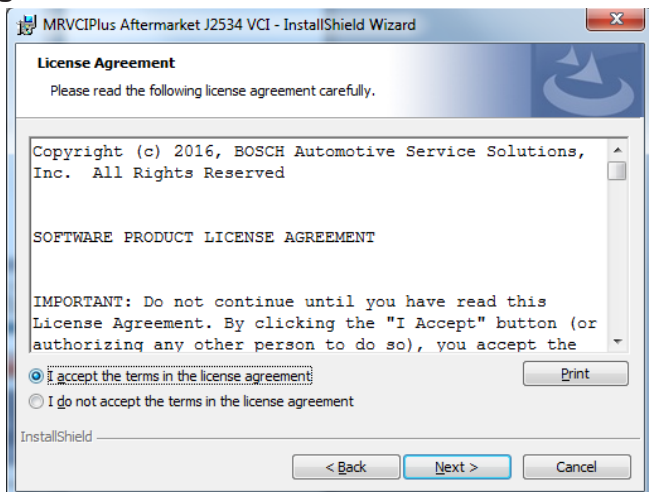 MRVCIPlus Aftermarket J2534 VCI - InstallShield Wizard
License Agreement
Please read the following license agreement carefully.
Copyright (c) 2016, BOSCH Automotive Service Solutions,
Inc.  All Rights Reserved
SOFTWARE PRODUCT LICENSE AGREEMENT
IMPORTANT: Do not continue until you have read this
License Agreement. By clicking the "I Accept" button (or
authorizing any other person to do so), you accept the
I accept the terms in the license agreement
Print
I do not accept the terms in the license agreement
InstallShield
< Back
Next >
Cancel